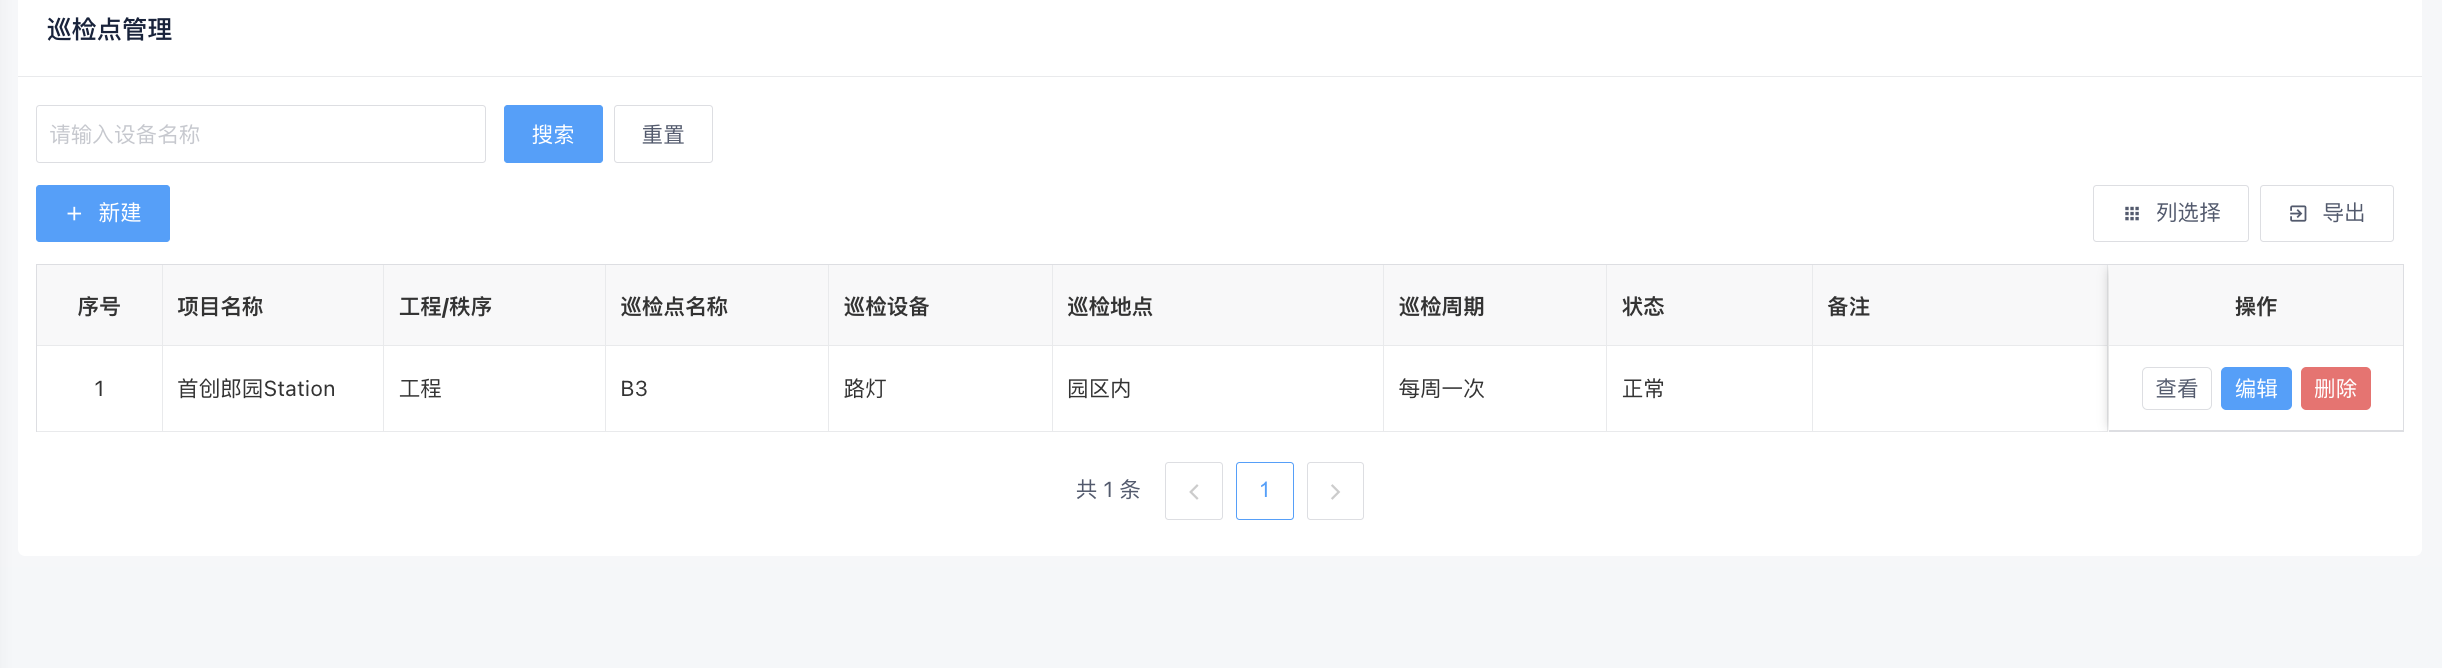 巡检点管理
请输入设备名称 搜索 重置
新建 列选择 导出
序号 项目名称 工程/秩序 巡检点名称 巡检设备 巡检地点 巡检周期 状态 备注 操作
1 首创郎园Station 工程 B3 路灯 园区内 每周一次 正常 查看 编辑 删除
共 1 条 1